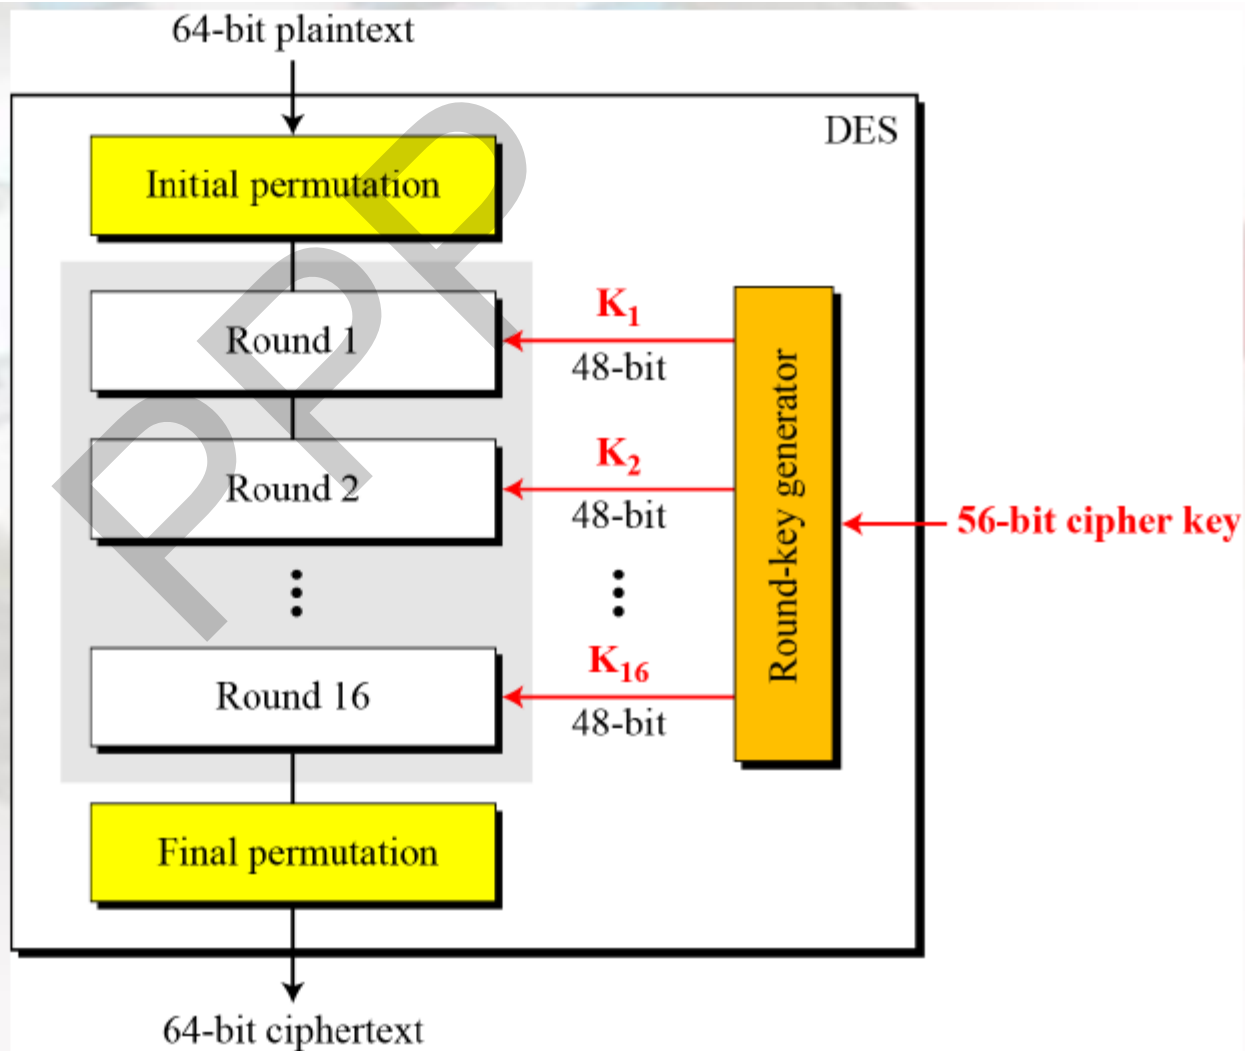 64-bit plaintext
DES
Initial permutation
Round 1
K1
48-bit
Round 2
K2
48-bit
Round-key generator
56-bit cipher key
Round 16
K16
48-bit
Final permutation
64-bit ciphertext
PPP